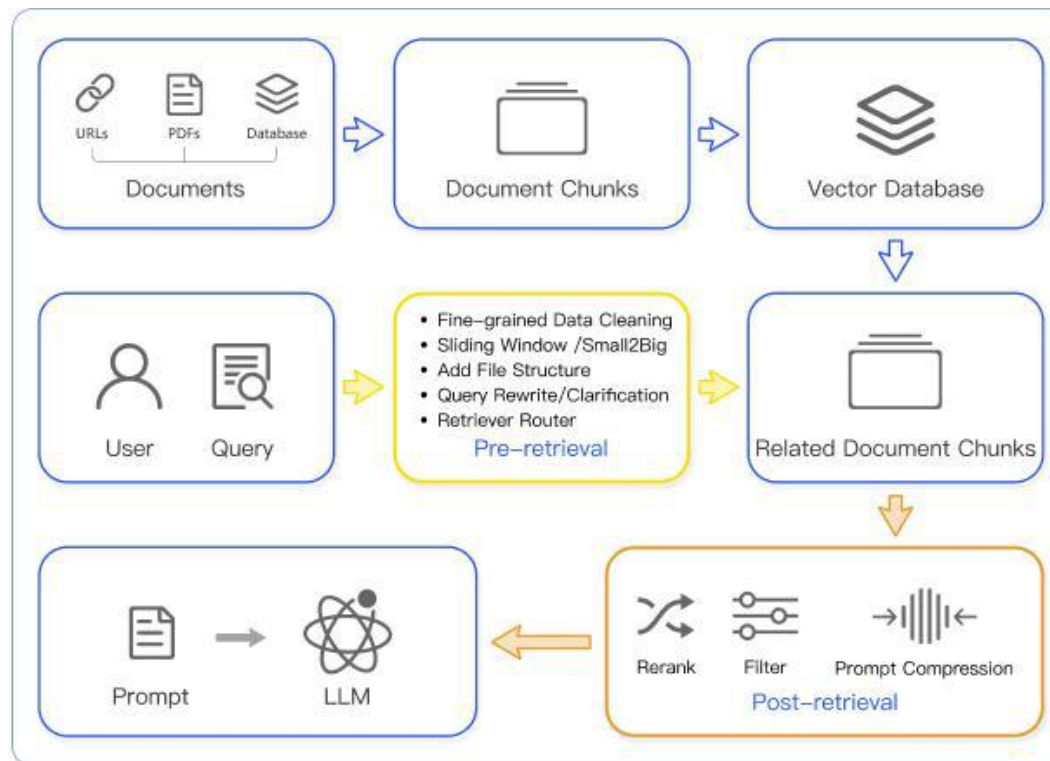 URLs
PDFs
Database
Documents
Document Chunks
Vector Database
User
Query
• Fine-grained Data Cleaning
• Sliding Window /Small2Big
• Add File Structure
• Query Rewrite/Clarification
• Retriever Router
Pre-retrieval
Related Document Chunks
Prompt
LLM
Rerank
Filter
Prompt Compression
Post-retrieval